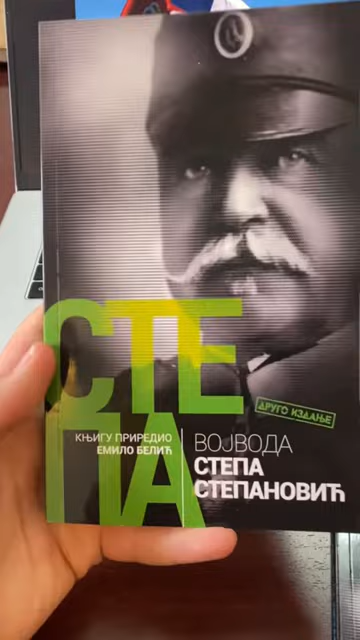 СТЕ
ПА
ДРУГО ИЗДАЊЕ
КЊИГУ ПРИРЕДИО
ЕМИЛО БЕЛИЋ
ВОЈВОДА
СТЕПА
СТЕПАНОВИЋ